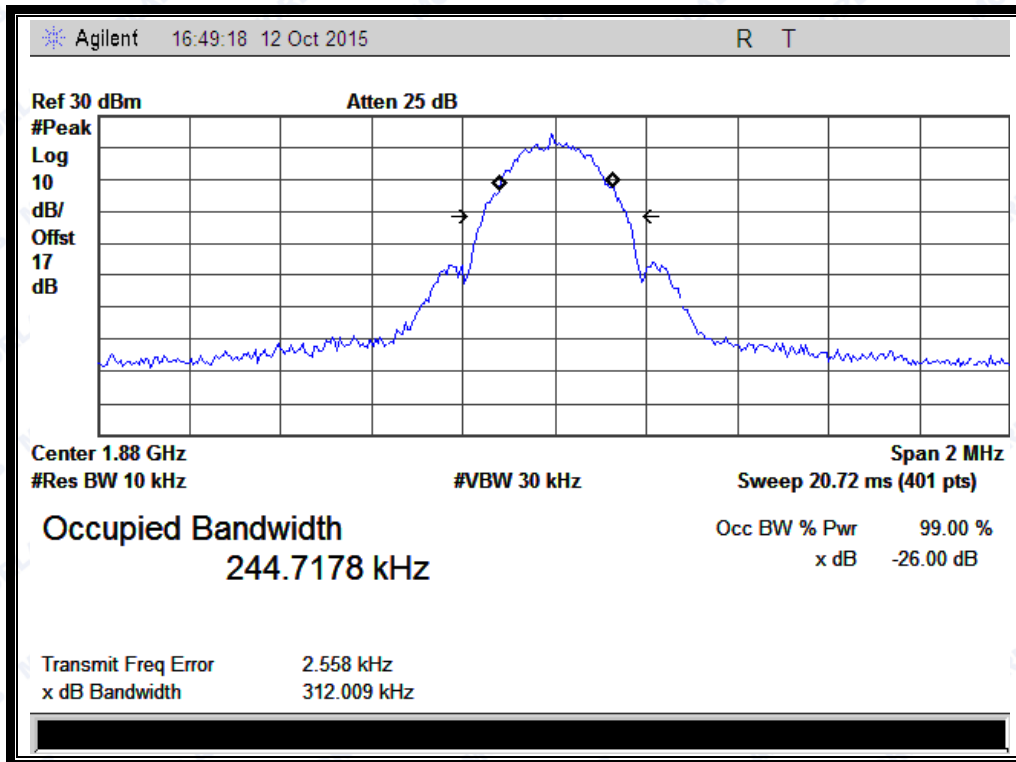 Agilent 16:49:18 12 Oct 2015 R T
Ref 30 dBm Atten 25 dB
#Peak
Log
10
dB/
Offst
17
dB
Center 1.88 GHz Span 2 MHz
#Res BW 10 kHz #VBW 30 kHz Sweep 20.72 ms (401 pts)
Occupied Bandwidth Occ BW % Pwr 99.00 %
244.7178 kHz x dB -26.00 dB
Transmit Freq Error 2.558 kHz
x dB Bandwidth 312.009 kHz